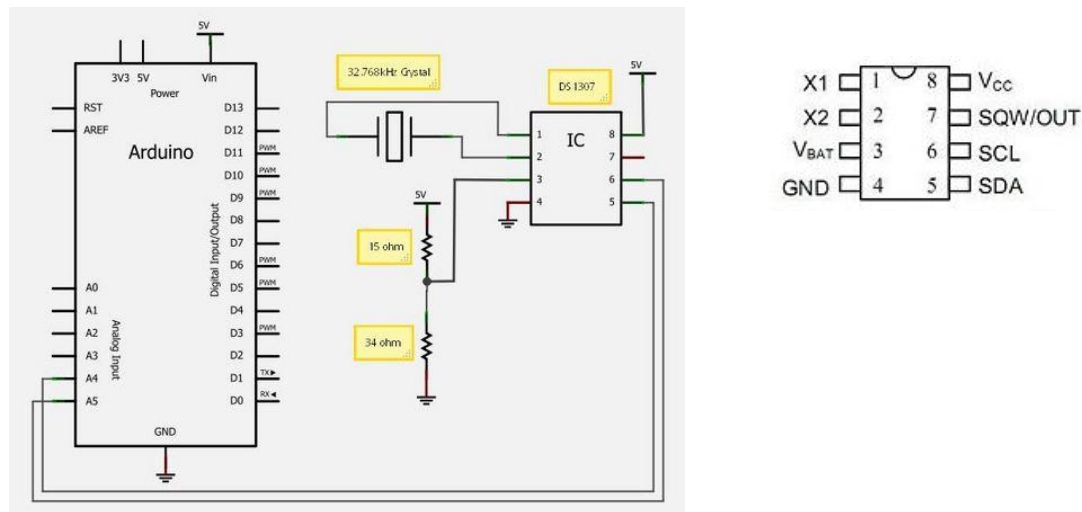 5V
3V3 5V Vin
Power
Arduino
RST
AREF
D13
D12
D11 PWM
D10 PWM
D9 PWM
D8
D7
D6 PWM
D5 PWM
D4
D3 PWM
D2
D1 TX▶
D0 RX◀
Digital Input/Output
A0
A1
A2
A3
A4
A5
Analog Input
GND
32.768kHz Crystal
DS1307
5V
IC
1
2
3
4
8
7
6
5
5V
15 ohm
34 ohm
X1 1 8 VCC
X2 2 7 SQW/OUT
VBAT 3 6 SCL
GND 4 5 SDA